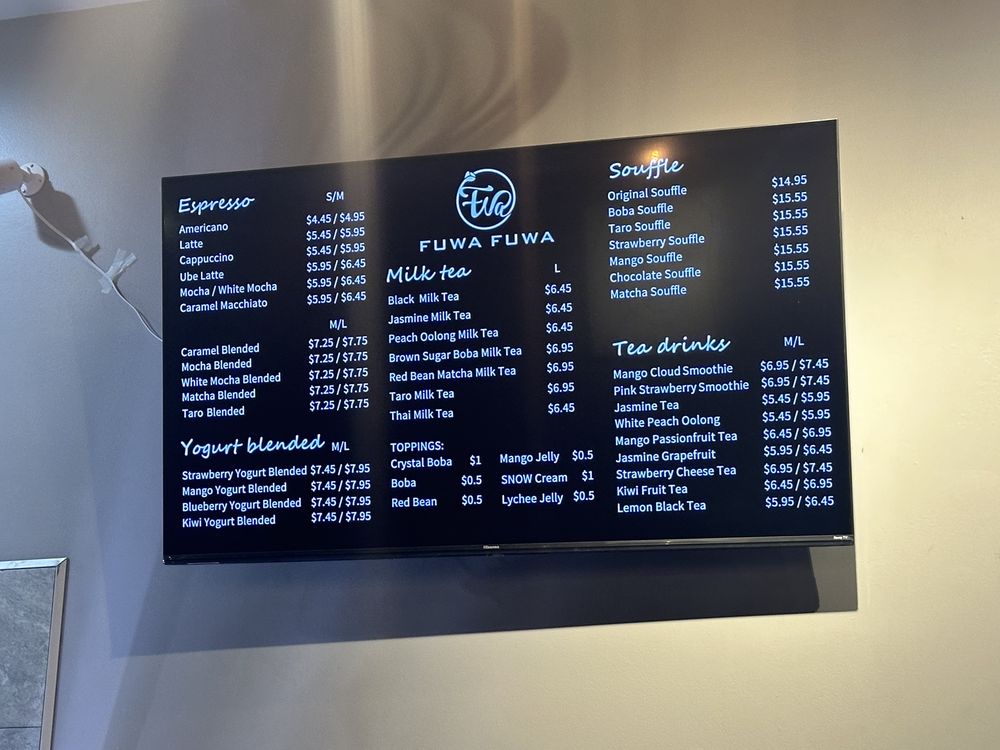 Espresso S/M
Americano $4.45 / $4.95
Latte $5.45 / $5.95
Cappuccino $5.45 / $5.95
Ube Latte $5.95 / $6.45
Mocha / White Mocha $5.95 / $6.45
Caramel Macchiato $5.95 / $6.45
M/L
Caramel Blended $7.25 / $7.75
Mocha Blended $7.25 / $7.75
White Mocha Blended $7.25 / $7.75
Matcha Blended $7.25 / $7.75
Taro Blended $7.25 / $7.75
Yogurt blended M/L
Strawberry Yogurt Blended $7.45 / $7.95
Mango Yogurt Blended $7.45 / $7.95
Blueberry Yogurt Blended $7.45 / $7.95
Kiwi Yogurt Blended $7.45 / $7.95
Fwa
FUWA FUWA
Milk tea L
Black Milk Tea $6.45
Jasmine Milk Tea $6.45
Peach Oolong Milk Tea $6.45
Brown Sugar Boba Milk Tea $6.95
Red Bean Matcha Milk Tea $6.95
Taro Milk Tea $6.95
Thai Milk Tea $6.45
TOPPINGS:
Crystal Boba $1 Mango Jelly $0.5
Boba $0.5 SNOW Cream $1
Red Bean $0.5 Lychee Jelly $0.5
Souffle
Original Souffle $14.95
Boba Souffle $15.55
Taro Souffle $15.55
Strawberry Souffle $15.55
Mango Souffle $15.55
Chocolate Souffle $15.55
Matcha Souffle $15.55
Tea drinks M/L
Mango Cloud Smoothie $6.95 / $7.45
Pink Strawberry Smoothie $6.95 / $7.45
Jasmine Tea $5.45 / $5.95
White Peach Oolong $5.45 / $5.95
Mango Passionfruit Tea $6.45 / $6.95
Jasmine Grapefruit $5.95 / $6.45
Strawberry Cheese Tea $6.95 / $7.45
Kiwi Fruit Tea $6.45 / $6.95
Lemon Black Tea $5.95 / $6.45
Hisense
Roku TV